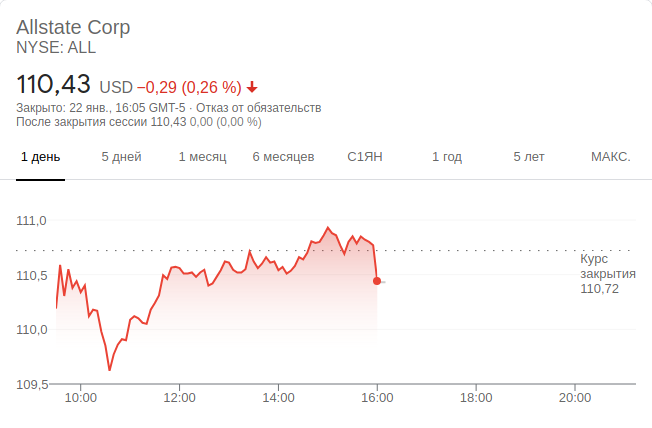 Allstate Corp
NYSE: ALL
110,43 USD −0,29 (0,26 %)
Закрыто: 22 янв., 16:05 GMT-5 · Отказ от обязательств
После закрытия сессии 110,43 0,00 (0,00 %)
1 день 5 дней 1 месяц 6 месяцев С1ЯН 1 год 5 лет МАКС.
111,0
110,5
110,0
109,5
Курс
закрытия
110,72
10:00 12:00 14:00 16:00 18:00 20:00